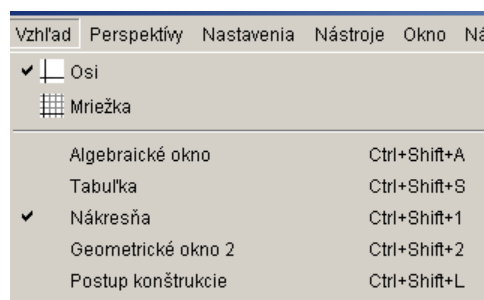 Vzhľad Perspektívy Nastavenia Nástroje Okno Ná
Osi
Mriežka
Algebraické okno Ctrl+Shift+A
Tabuľka Ctrl+Shift+S
Nákresňa Ctrl+Shift+1
Geometrické okno 2 Ctrl+Shift+2
Postup konštrukcie Ctrl+Shift+L